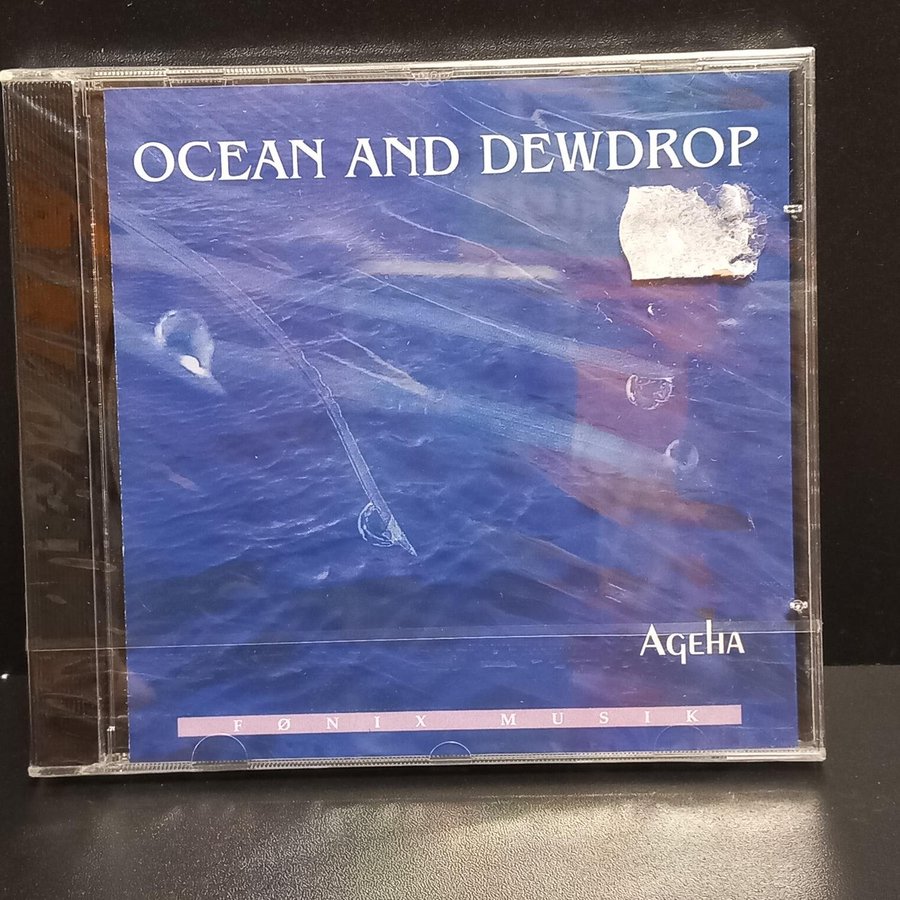 OCEAN AND DEWDROP
AGEHA
FØNIX MUSIK